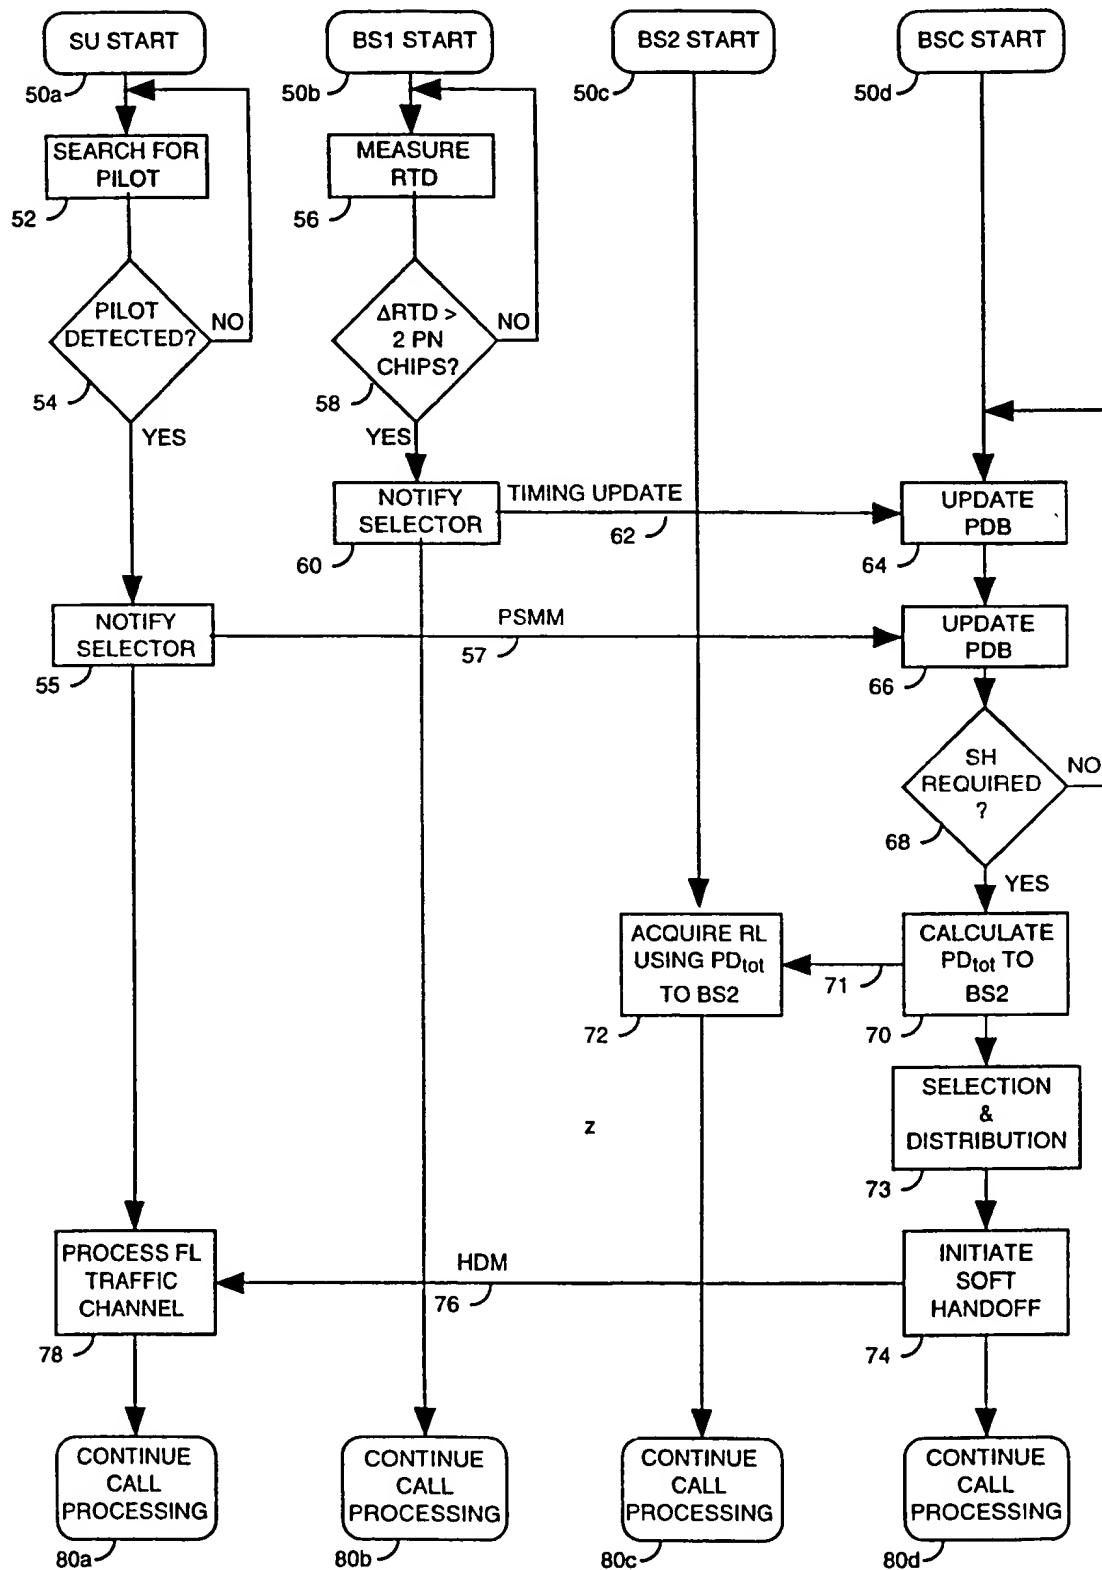 SU START
BS1 START
BS2 START
BSC START
50a
50b
50c
50d
SEARCH FOR
PILOT
52
MEASURE
RTD
56
PILOT
DETECTED?
NO
54
YES
ΔRTD >
2 PN
CHIPS?
NO
58
YES
NOTIFY
SELECTOR
60
TIMING UPDATE
62
UPDATE
PDB
64
NOTIFY
SELECTOR
55
PSMM
57
UPDATE
PDB
66
SH
REQUIRED
?
NO
68
YES
ACQUIRE RL
USING PDtot
TO BS2
72
71
CALCULATE
PDtot TO
BS2
70
SELECTION
&
DISTRIBUTION
73
z
PROCESS FL
TRAFFIC
CHANNEL
78
HDM
76
INITIATE
SOFT
HANDOFF
74
CONTINUE
CALL
PROCESSING
80a
CONTINUE
CALL
PROCESSING
80b
CONTINUE
CALL
PROCESSING
80c
CONTINUE
CALL
PROCESSING
80d